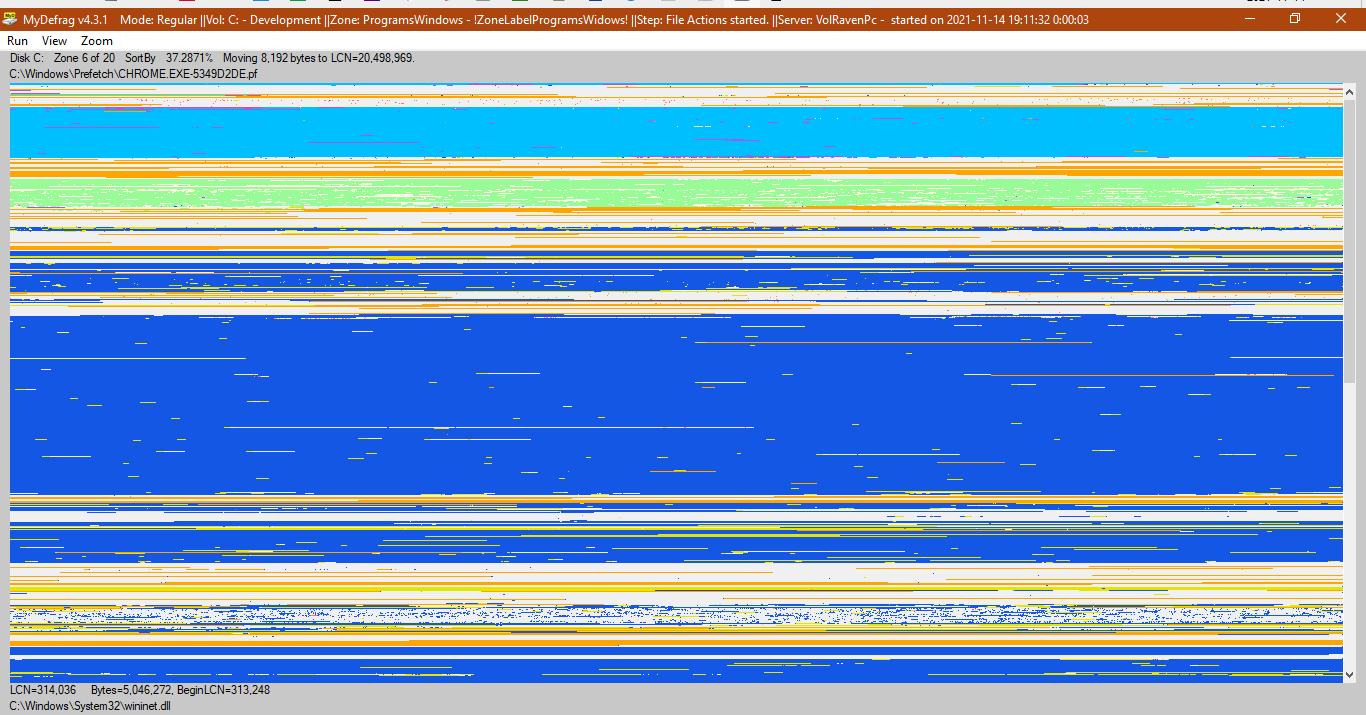 MyDefrag v4.3.1    Mode: Regular ||Vol: C: - Development ||Zone: ProgramsWindows - !ZoneLabelProgramsWidows! ||Step: File Actions started. ||Server: VolRavenPc -  started on 2021-11-14 19:11:32 0:00:03
Run View Zoom
Disk C:   Zone 6 of 20   SortBy   37.2871%   Moving 8,192 bytes to LCN=20,498,969.
C:\Windows\Prefetch\CHROME.EXE-5349D2DE.pf
LCN=314,036     Bytes=5,046,272, BeginLCN=313,248
C:\Windows\System32\wininet.dll